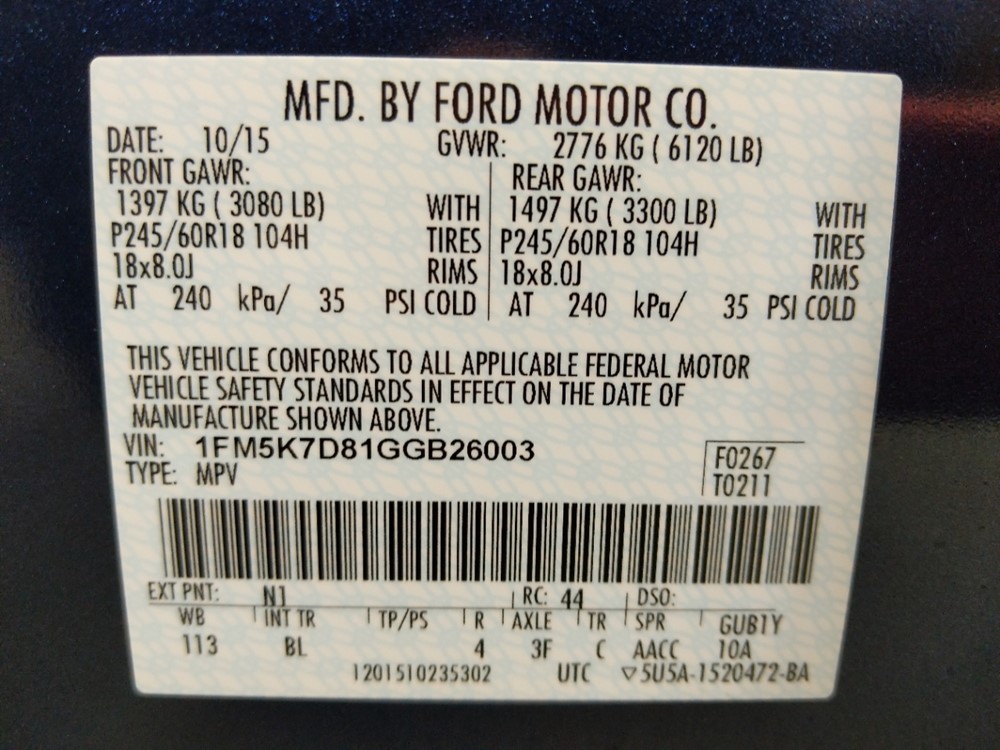 MFD. BY FORD MOTOR CO.
DATE: 10/15 GVWR: 2776 KG ( 6120 LB)
FRONT GAWR: REAR GAWR:
1397 KG ( 3080 LB) WITH 1497 KG ( 3300 LB) WITH
P245/60R18 104H TIRES P245/60R18 104H TIRES
18x8.0J RIMS 18x8.0J RIMS
AT 240 kPa/ 35 PSI COLD AT 240 kPa/ 35 PSI COLD
THIS VEHICLE CONFORMS TO ALL APPLICABLE FEDERAL MOTOR
VEHICLE SAFETY STANDARDS IN EFFECT ON THE DATE OF
MANUFACTURE SHOWN ABOVE.
VIN: 1FM5K7D81GGB26003
TYPE: MPV
F0267
T0211
EXT PNT: N1 RC: 44 DSO:
WB INT TR TP/PS R AXLE TR SPR GUB1Y
113 BL 4 3F C AACC 10A
1201510235302 UTC ▽5U5A-1520472-BA